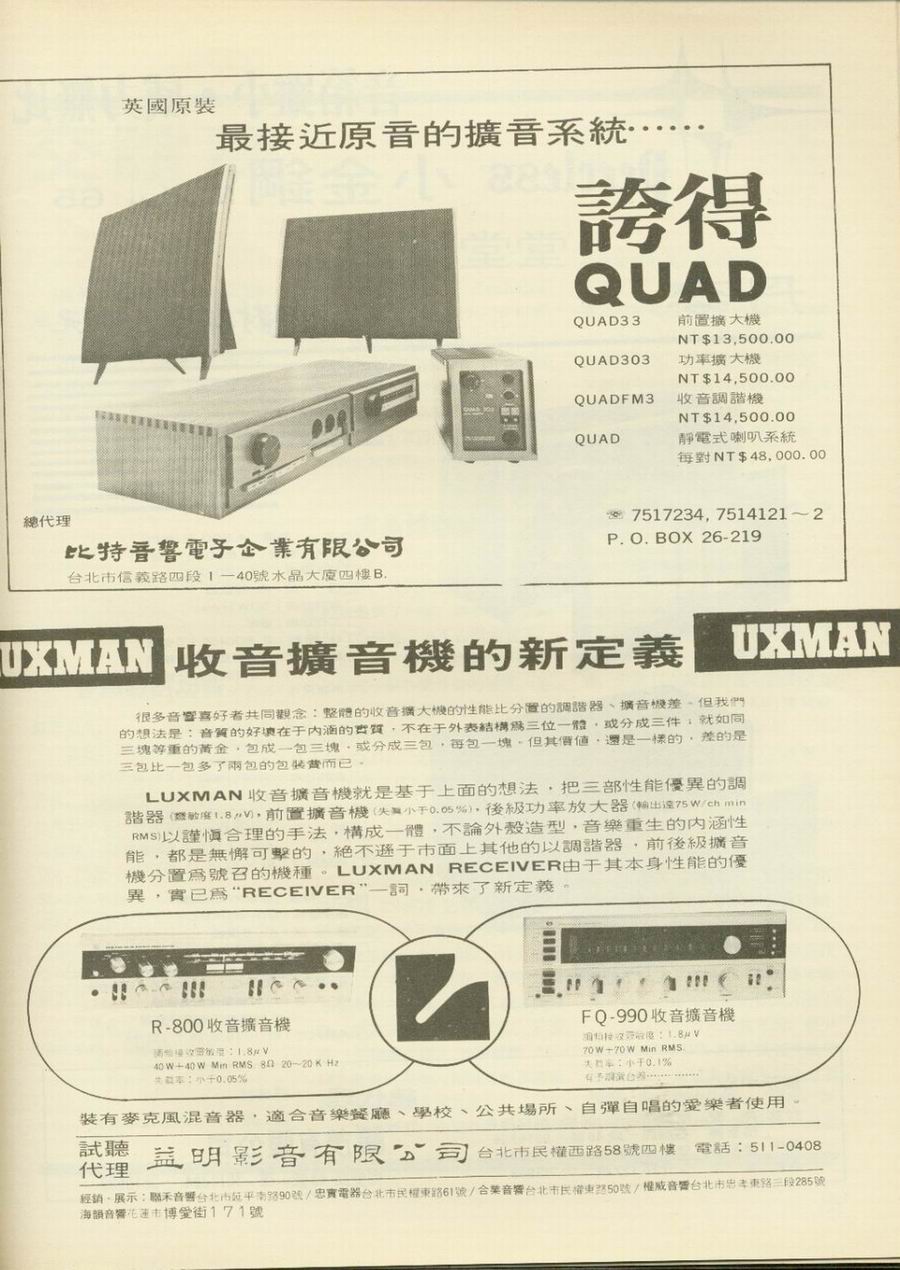 英國原裝
最接近原音的擴音系統……
誇得
QUAD
QUAD33 前置擴大機
NT$13,500.00
QUAD303 功率擴大機
NT$14,500.00
QUADFM3 收音調諧機
NT$14,500.00
QUAD 靜電式喇叭系統
每對NT$48,000.00
總代理
比特音響電子企業有限公司
台北市信義路四段1—40號水晶大廈四樓B.
☏ 7517234, 7514121～2
P.O. BOX 26-219
UXMAN 收音擴音機的新定義 UXMAN
很多音響喜好者共同觀念：整體的收音擴大機的性能比分置的調諧器、擴音機差。但我們
的想法是：音質的好壞在于內涵的實質，不在于外表結構爲三位一體，或分成三件；就如同
三塊等重的黃金，包成一包三塊，或分成三包，每包一塊。但其價值，還是一樣的，差的是
三包比一包多了兩包的包裝費而已。
LUXMAN 收音擴音機就是基于上面的想法，把三部性能優異的調
諧器(靈敏度1.8μV)，前置擴音機(失眞小于0.05%)，後級功率放大器(輸出達75W/ch min
RMS)以謹愼合理的手法，構成一體，不論外殼造型，音樂重生的內涵性
能，都是無懈可擊的，絕不遜于市面上其他的以調諧器，前後級擴音
機分置爲號召的機種。LUXMAN RECEIVER由于其本身性能的優
異，實已爲“RECEIVER”一詞，帶來了新定義。
R-800收音擴音機
調頻接收靈敏度：1.8μV
40W+40W Min RMS 8Ω 20—20K Hz
失眞率：小于0.05%
FQ-990收音擴音機
調頻接收靈敏度：1.8μV
70W+70W Min RMS.
失眞率：小于0.1%
裝有麥克風混音器，適合音樂餐廳、學校、公共場所、自彈自唱的愛樂者使用。
試聽
代理 益明影音有限公司 台北市民權西路58號四樓 電話：511-0408
經銷・展示：聯禾音響台北市延平南路90號/忠實電器台北市民權東路61號/合業音響台北市民權東路50號/權威音響台北市忠孝東路三段285號
海韻音響花蓮市博愛街171號